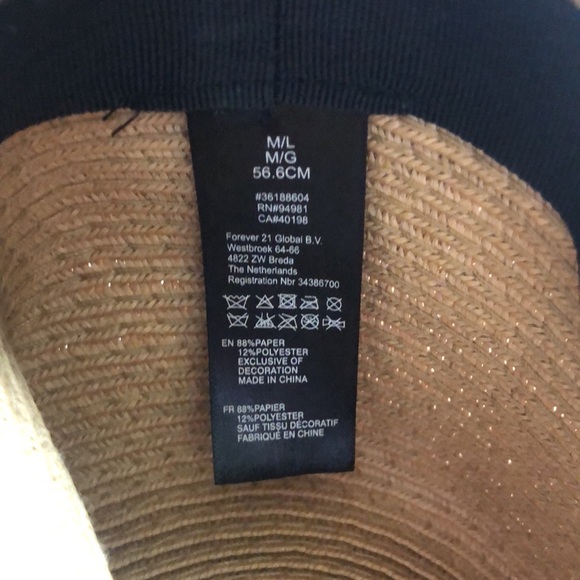 M/L
M/G
56.6CM
#36188604
RN#94981
CA#40198
Forever 21 Global B.V.
Westbroek 64-66
4822 ZW Breda
The Netherlands
Registration Nbr 34386700
EN 88%PAPER
12%POLYESTER
EXCLUSIVE OF
DECORATION
MADE IN CHINA
FR 88%PAPIER
12%POLYESTER
SAUF TISSU DÉCORATIF
FABRIQUÉ EN CHINE